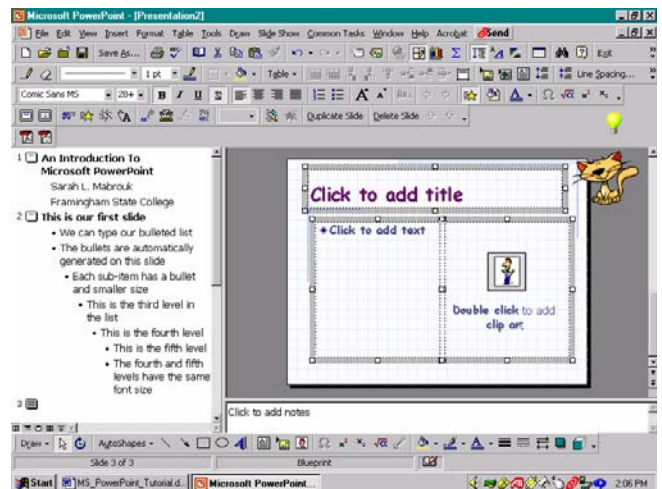 Microsoft PowerPoint - [Presentation2]
File Edit View Insert Format Table Tools Draw Slide Show Common Tasks Window Help Acrobat Send
Save As... Exit
1 pt Table Line Spacing...
Comic Sans MS 28+ B I U S
Duplicate Slide Delete Slide
1 An Introduction To
Microsoft PowerPoint
Sarah L. Mabrouk
Framingham State College
2 This is our first slide
• We can type our bulleted list
• The bullets are automatically
generated on this slide
• Each sub-item has a bullet
and smaller size
• This is the third level in
the list
• This is the fourth level
• This is the fifth level
• The fourth and fifth
levels have the same
font size
3
Click to add title
Click to add text
Double click to add
clip art
Click to add notes
Draw AutoShapes
Slide 3 of 3 Blueprint
Start MS_PowerPoint_Tutorial.d... Microsoft PowerPoint... 2:06 PM